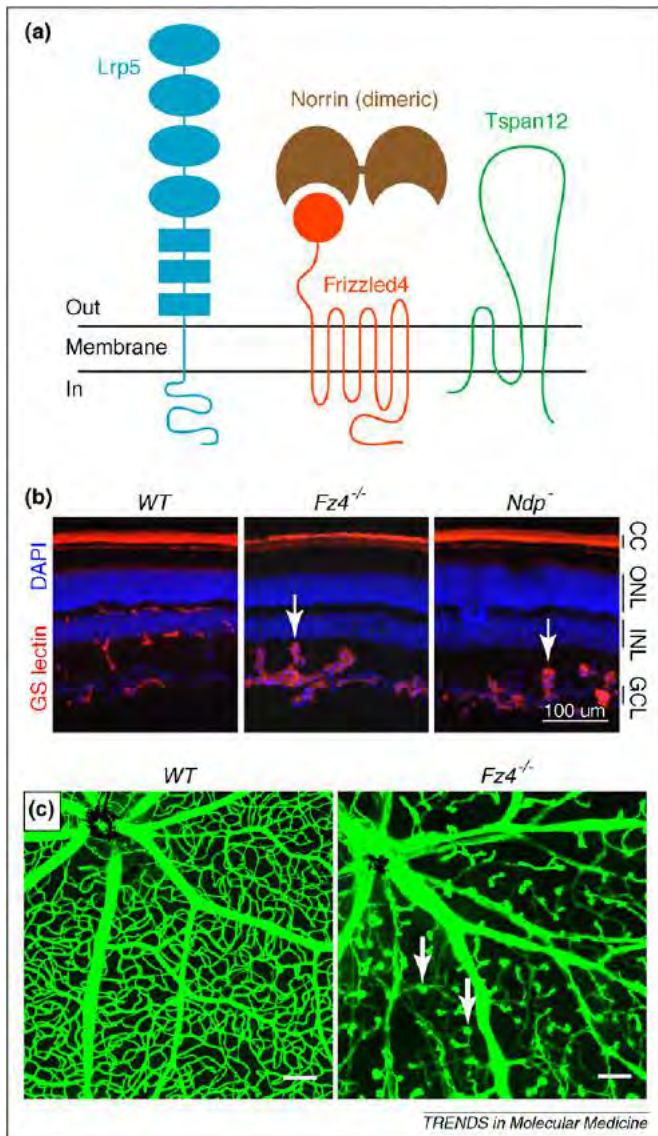 (a)
Lrp5
Norrin (dimeric)
Tspan12
Frizzled4
Out
Membrane
In
(b)
WT
Fz4-/-
Ndp-
DAPI
GS lectin
CC
ONL
INL
GCL
100 um
WT
Fz4-/-
(c)
TRENDS in Molecular Medicine